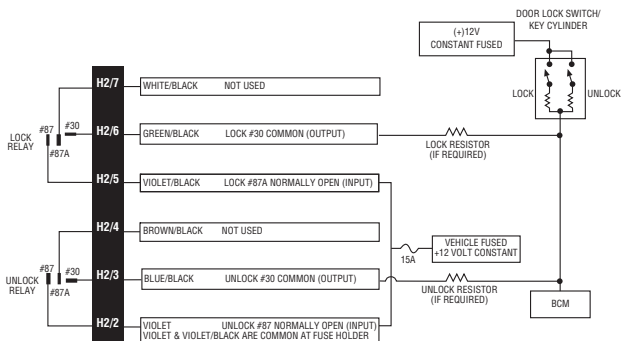 DOOR LOCK SWITCH/
KEY CYLINDER
(+)12V
CONSTANT FUSED
LOCK
UNLOCK
H2/7
WHITE/BLACK NOT USED
#87
#30
LOCK
RELAY
#87A
H2/6
GREEN/BLACK LOCK #30 COMMON (OUTPUT)
LOCK RESISTOR
(IF REQUIRED)
H2/5
VIOLET/BLACK LOCK #87A NORMALLY OPEN (INPUT)
H2/4
BROWN/BLACK NOT USED
15A
VEHICLE FUSED
+12 VOLT CONSTANT
#87
#30
UNLOCK
RELAY
#87A
H2/3
BLUE/BLACK UNLOCK #30 COMMON (OUTPUT)
UNLOCK RESISTOR
(IF REQUIRED)
BCM
H2/2
VIOLET UNLOCK #87 NORMALLY OPEN (INPUT)
VIOLET & VIOLET/BLACK ARE COMMON AT FUSE HOLDER